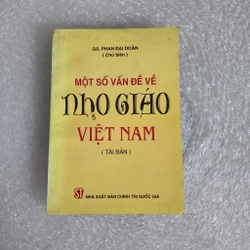 GS. PHAN ĐẠI DOÃN
( Chủ biên )
MỘT SỐ VẤN ĐỀ VỀ
NHO GIÁO
VIỆT NAM
( TÁI BẢN )
ST NHÀ XUẤT BẢN CHÍNH TRỊ QUỐC GIA